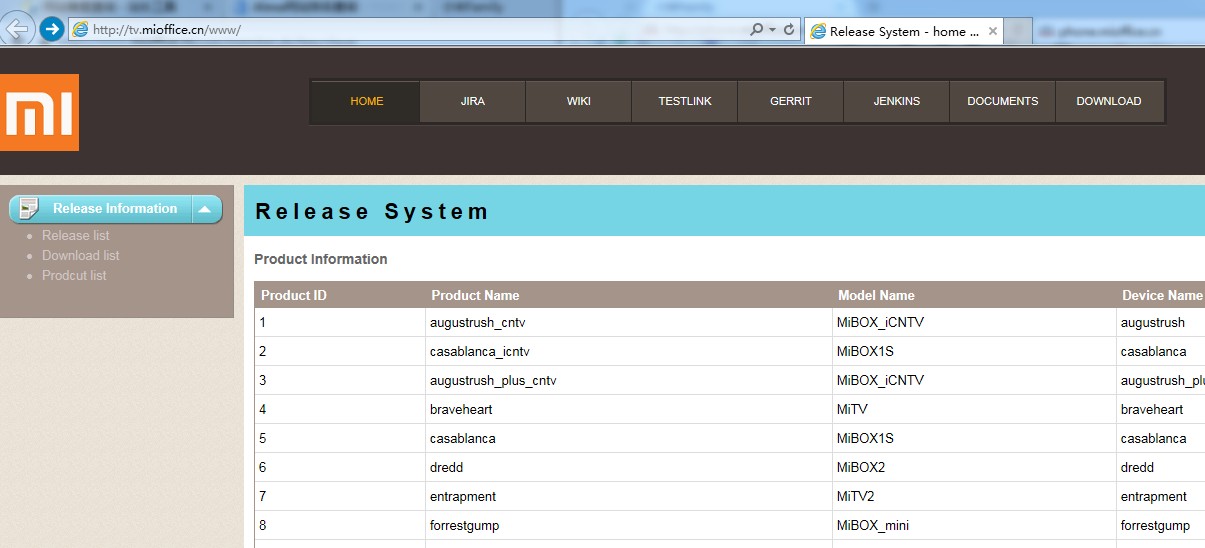 http://tv.mioffice.cn/www/
Release System - home ...
mi
HOME JIRA WIKI TESTLINK GERRIT JENKINS DOCUMENTS DOWNLOAD
Release Information
Release list
Download list
Prodcut list
Release System
Product Information
Product ID Product Name Model Name Device Name
1 augustrush_cntv MiBOX_iCNTV augustrush
2 casablanca_icntv MiBOX1S casablanca
3 augustrush_plus_cntv MiBOX_iCNTV augustrush_plu
4 braveheart MiTV braveheart
5 casablanca MiBOX1S casablanca
6 dredd MiBOX2 dredd
7 entrapment MiTV2 entrapment
8 forrestgump MiBOX_mini forrestgump